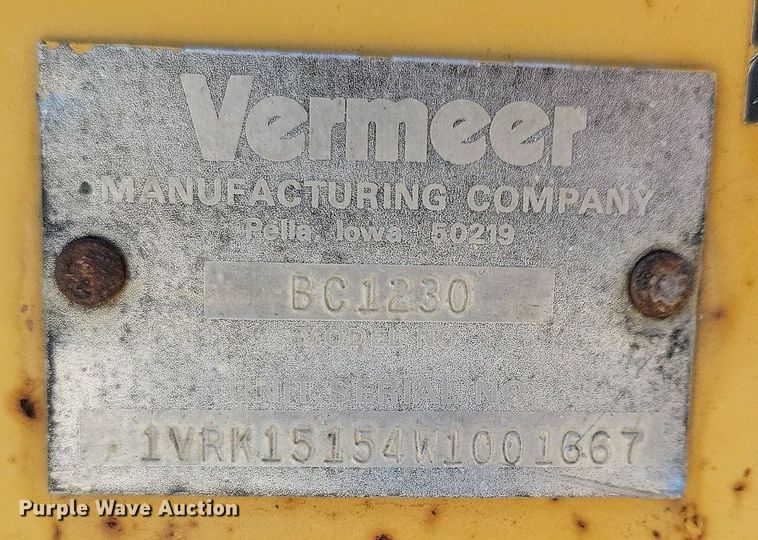 Vermeer
MANUFACTURING COMPANY
Pella Iowa 50219
BC1230
MODEL NO.
UNIT SERIAL NO.
1VRK15154W1001667
Purple Wave Auction